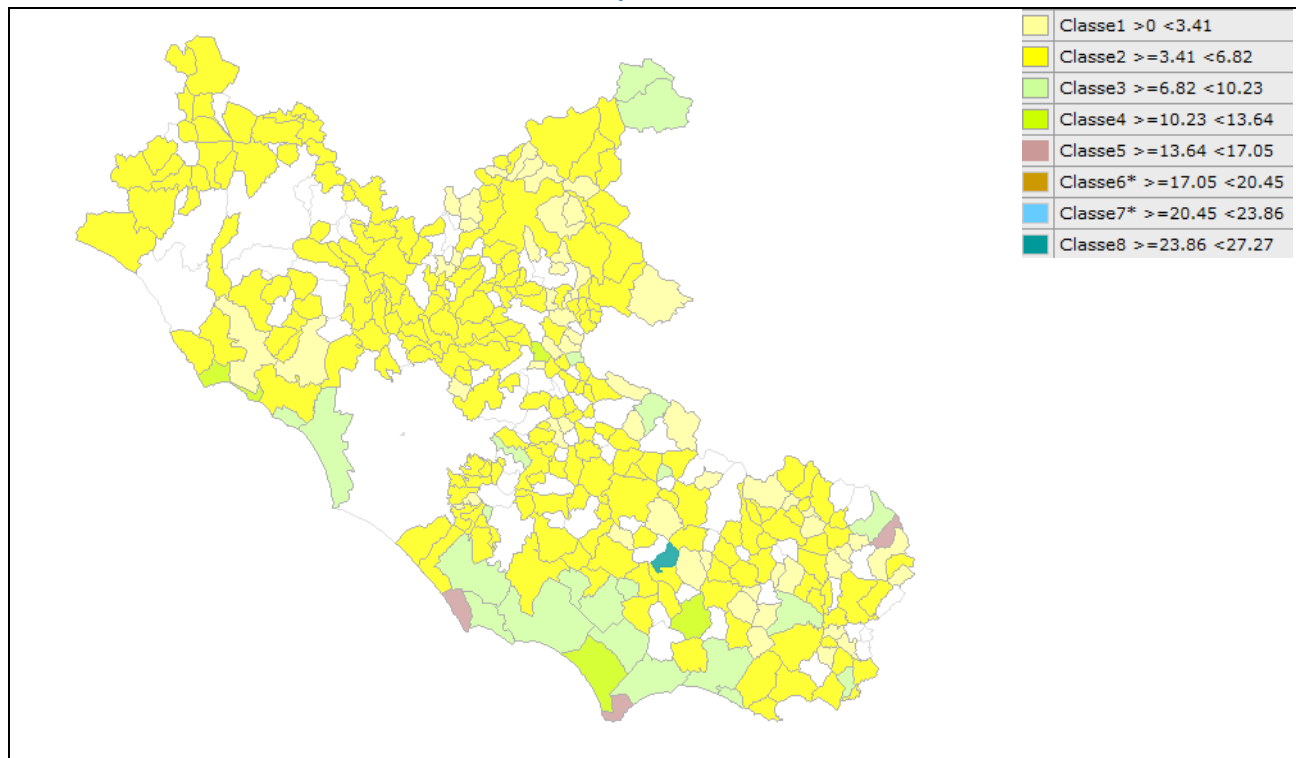 Classe1 >0 <3.41
Classe2 >=3.41 <6.82
Classe3 >=6.82 <10.23
Classe4 >=10.23 <13.64
Classe5 >=13.64 <17.05
Classe6* >=17.05 <20.45
Classe7* >=20.45 <23.86
Classe8 >=23.86 <27.27